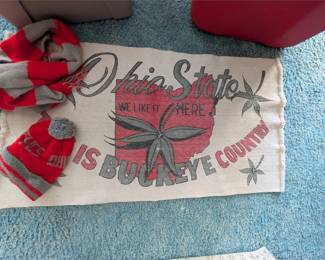 Ohio State
WE LIKE IT HERE
IS BUCKEYE COUNTRY